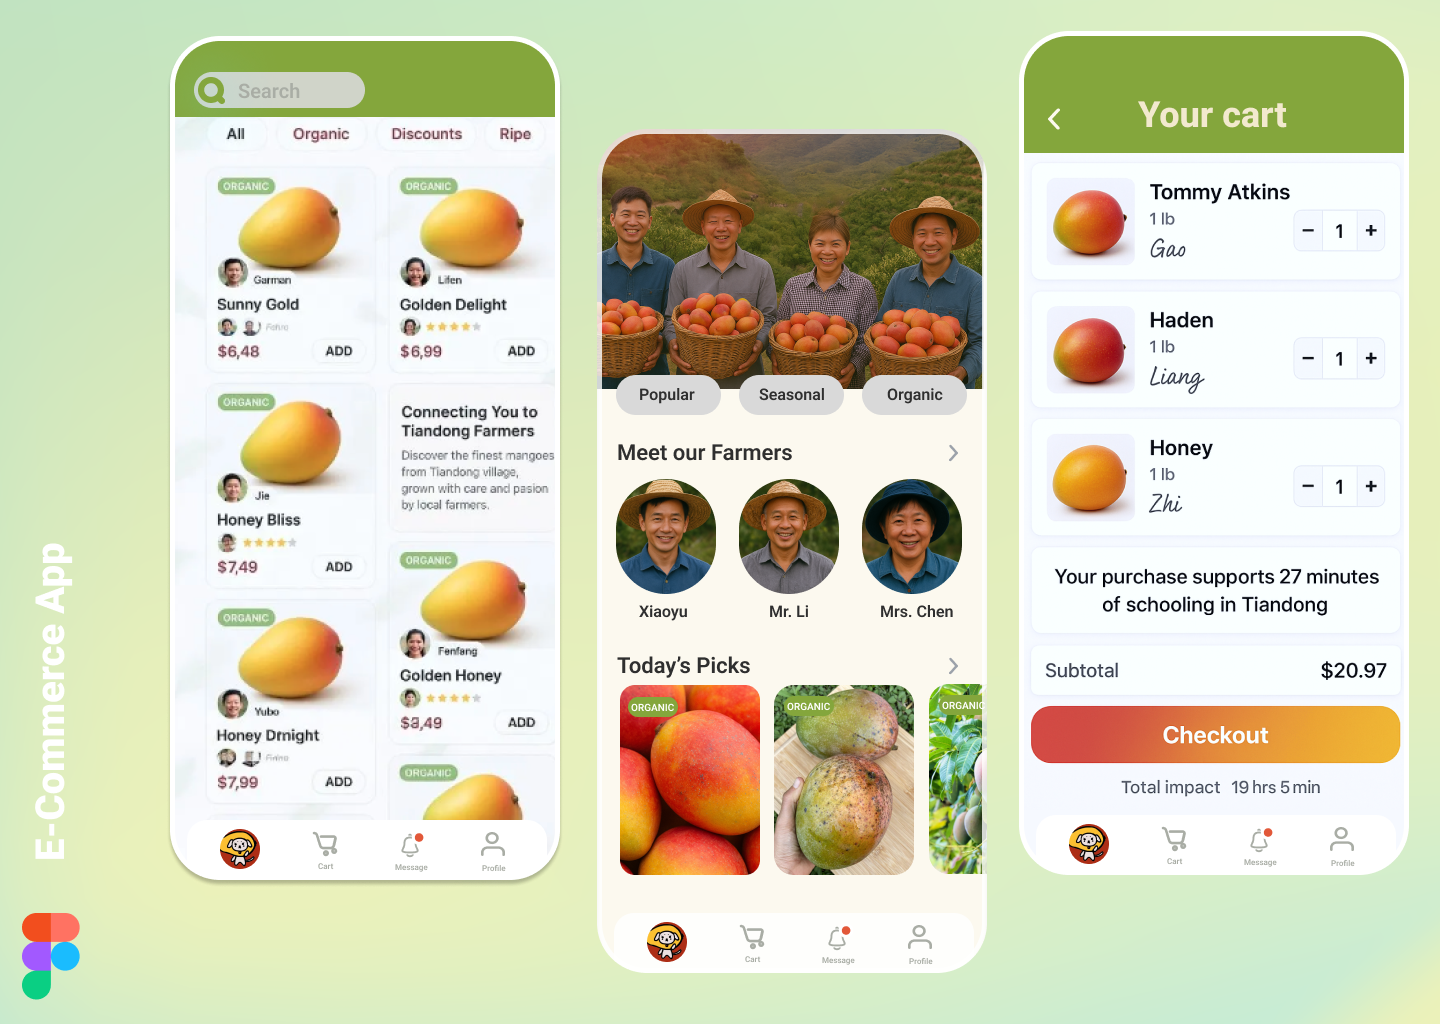 E-Commerce App
Search
All
Organic
Discounts
Ripe
ORGANIC
Garman
Sunny Gold
$6,48
ADD
ORGANIC
Lifen
Golden Delight
$6,99
ADD
ORGANIC
Jie
Honey Bliss
$7,49
ADD
Connecting You to
Tiandong Farmers
Discover the finest mangoes
from Tiandong village,
grown with care and pasion
by local farmers.
ORGANIC
Yubo
Honey Drnight
$7,99
ADD
ORGANIC
Fenfang
Golden Honey
$3,49
ADD
ORGANIC
Cart
Message
Profile
Popular
Seasonal
Organic
Meet our Farmers
Xiaoyu
Mr. Li
Mrs. Chen
Today's Picks
ORGANIC
ORGANIC
ORGANIC
Cart
Message
Profile
Your cart
Tommy Atkins
1 lb
Gao
− 1 +
Haden
1 lb
Liang
− 1 +
Honey
1 lb
Zhi
− 1 +
Your purchase supports 27 minutes
of schooling in Tiandong
Subtotal
$20.97
Checkout
Total impact 19 hrs 5 min
Cart
Message
Profile